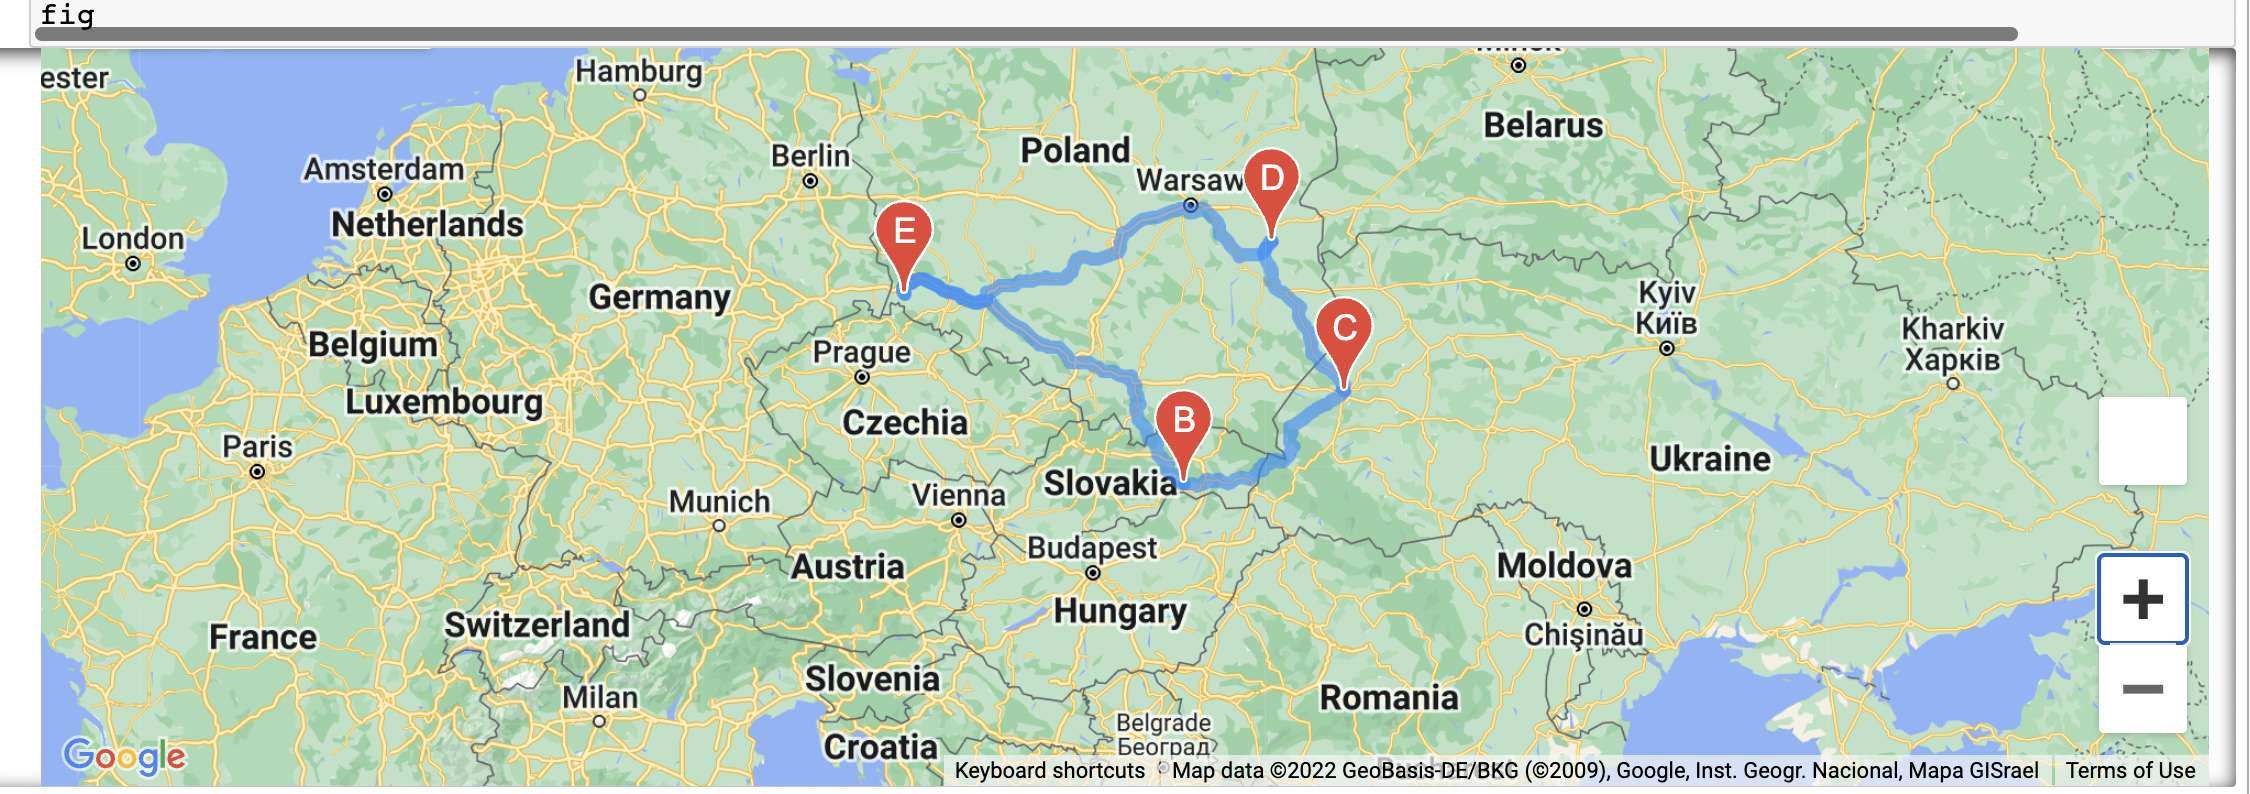 fig
Minsk
ester
Hamburg
Belarus
Poland
Berlin
Amsterdam
Warsaw
D
Netherlands
London
E
Germany
Kyiv
Київ
Kharkiv
Харків
C
Belgium
Prague
Luxembourg
Czechia
B
Paris
Ukraine
Slovakia
Munich
Vienna
Budapest
Austria
Moldova
Hungary
Switzerland
France
Chişinău
Slovenia
Milan
Romania
Belgrade
Београд
Croatia
+
−
Google
Keyboard shortcuts
Map data ©2022 GeoBasis-DE/BKG (©2009), Google, Inst. Geogr. Nacional, Mapa GISrael
Terms of Use